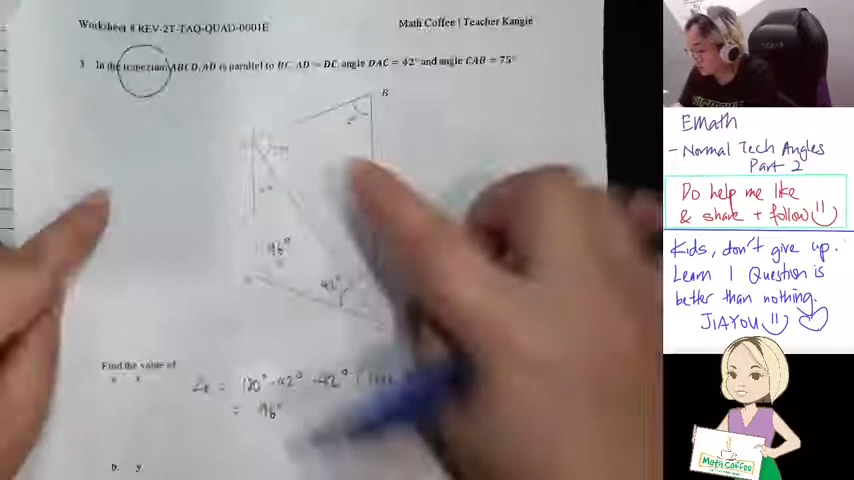 Worksheet # REV-2T-TAQ-QUAD-0001E
Math Coffee | Teacher Kangie
3 In the trapezium ABCD, AD is parallel to BC, AD = DC, angle DAC = 42° and angle CAB = 75°
B
96°
42°
Find the value of
= 180° - 42° - 42°
= 96°
b. y
EMath
- Normal Tech Angles
Part 2
Do help me like
& share + follow
Kids, don't give up.
Learn 1 Question is
better than nothing.
JIAYOU
Math Coffee